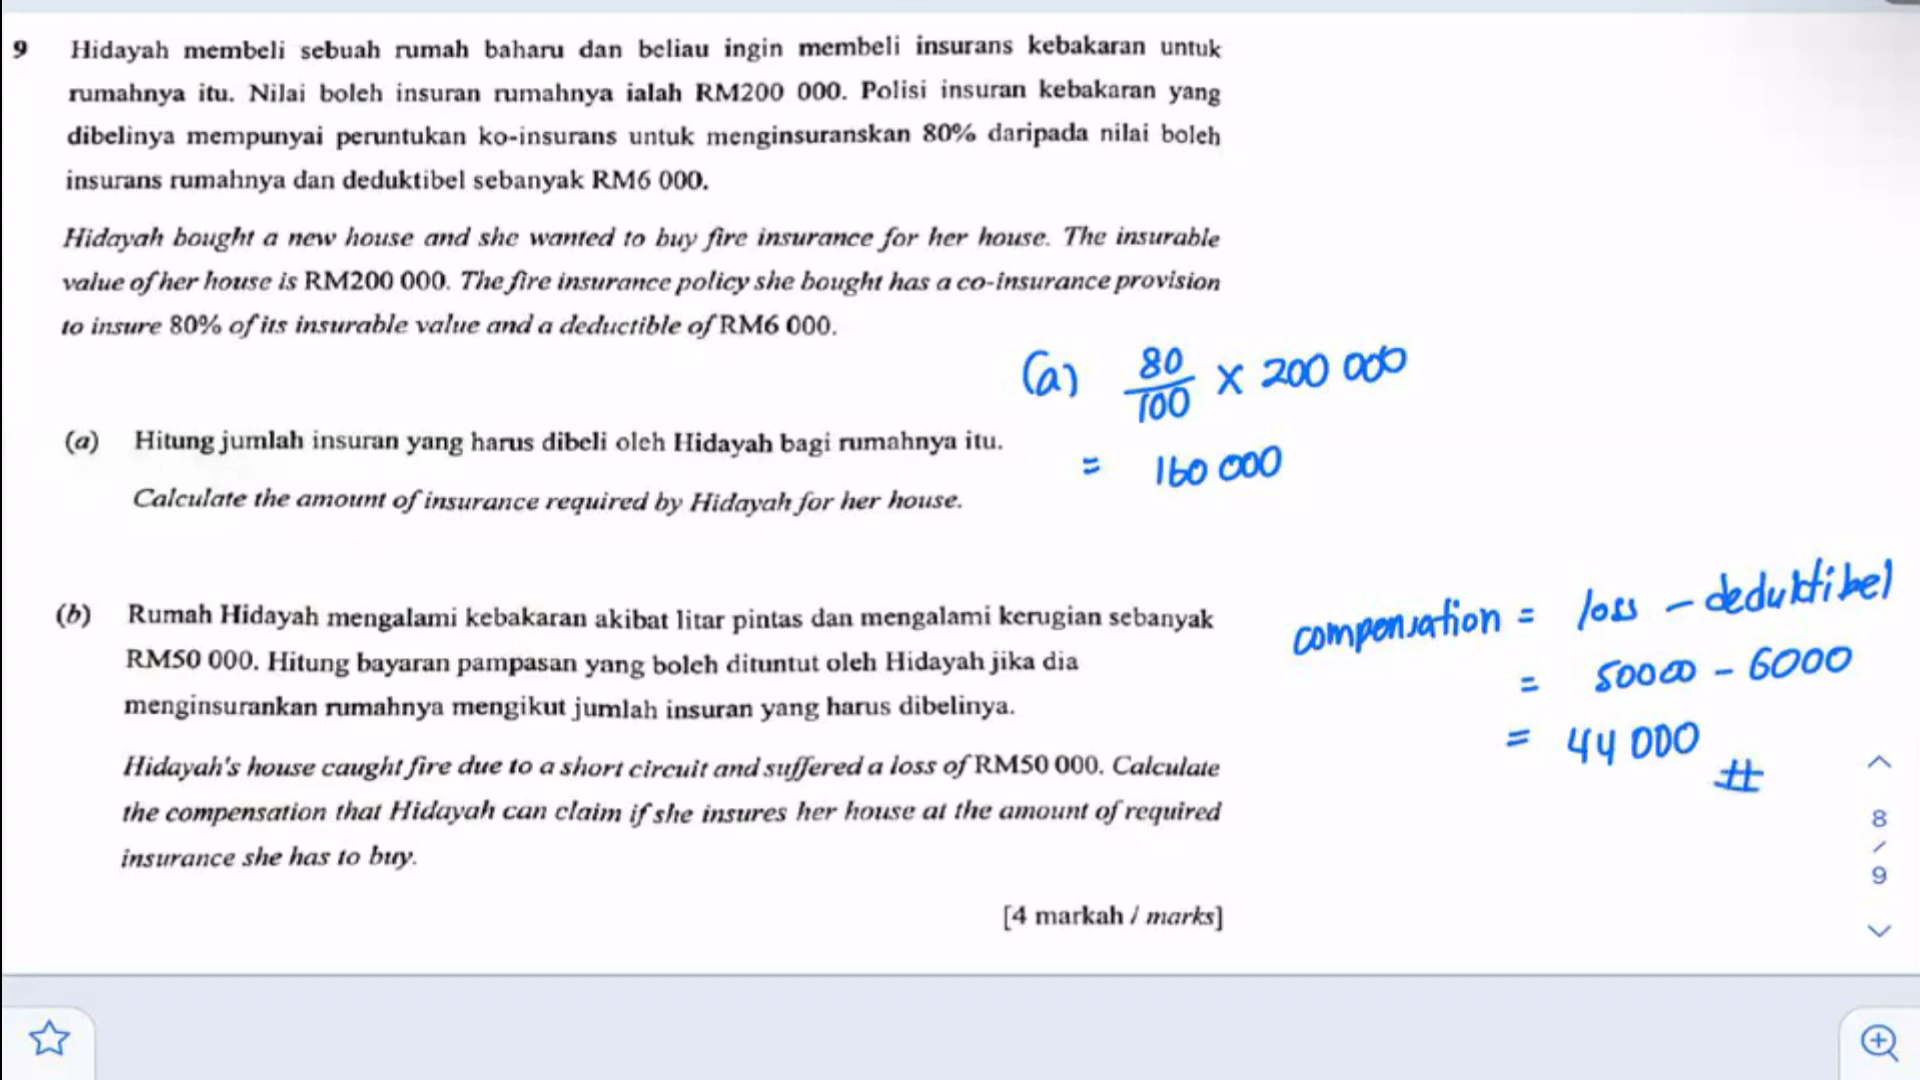 9 Hidayah membeli sebuah rumah baharu dan beliau ingin membeli insurans kebakaran untuk
rumahnya itu. Nilai boleh insuran rumahnya ialah RM200 000. Polisi insuran kebakaran yang
dibelinya mempunyai peruntukan ko-insurans untuk menginsuranskan 80% daripada nilai boleh
insurans rumahnya dan deduktibel sebanyak RM6 000.
Hidayah bought a new house and she wanted to buy fire insurance for her house. The insurable
value of her house is RM200 000. The fire insurance policy she bought has a co-insurance provision
to insure 80% of its insurable value and a deductible of RM6 000.
(a) Hitung jumlah insuran yang harus dibeli oleh Hidayah bagi rumahnya itu.
Calculate the amount of insurance required by Hidayah for her house.
(a) 80/100 × 200 000
= 160 000
(b) Rumah Hidayah mengalami kebakaran akibat litar pintas dan mengalami kerugian sebanyak
RM50 000. Hitung bayaran pampasan yang boleh dituntut oleh Hidayah jika dia
menginsurankan rumahnya mengikut jumlah insuran yang harus dibelinya.
Hidayah's house caught fire due to a short circuit and suffered a loss of RM50 000. Calculate
the compensation that Hidayah can claim if she insures her house at the amount of required
insurance she has to buy.
[4 markah / marks]
compensation = loss - deduktibel
= 50000 - 6000
= 44 000 #
8
/
9